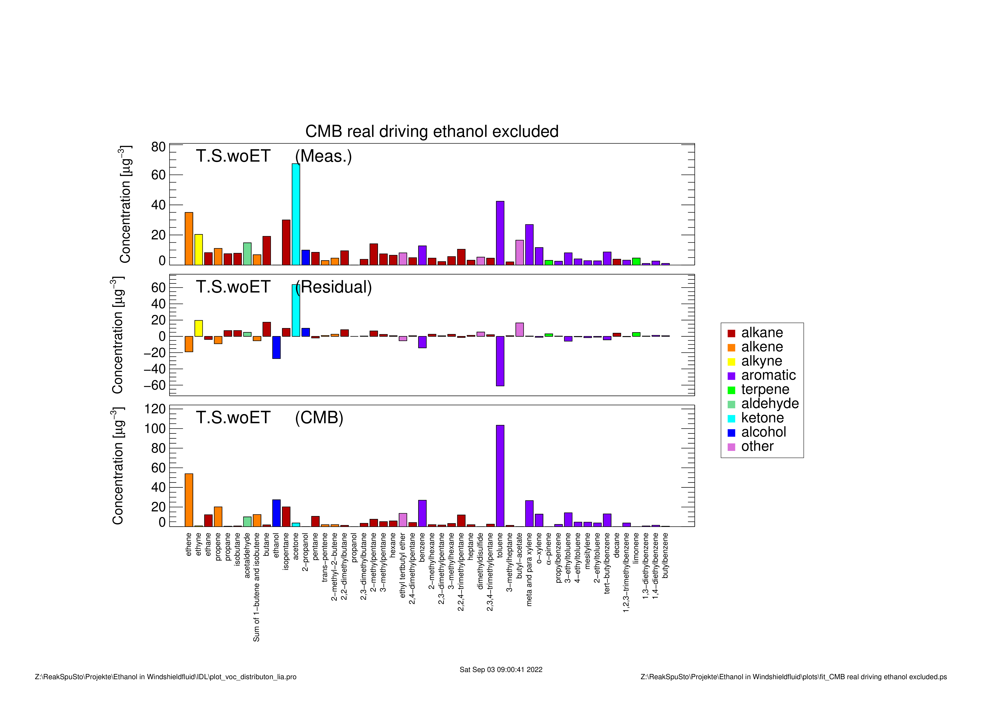 CMB real driving ethanol excluded
Concentration [µg⁻³]
80
60
40
20
0
T.S.woET (Meas.)
Concentration [µg⁻³]
60
40
20
0
−20
−40
−60
T.S.woET (Residual)
Concentration [µg⁻³]
120
100
80
60
40
20
0
T.S.woET (CMB)
ethene
ethyne
ethane
propene
propane
isobutane
acetaldehyde
Sum of 1−butene and isobutene
butane
ethanol
isopentane
acetone
2−propanol
pentane
trans−pentene
2−methyl−2−butene
2,2−dimethylbutane
propanol
2,3−dimethylbutane
2−methylpentane
3−methylpentane
hexane
ethyl tertbutyl ether
2,4−dimethylpentane
benzene
2−methylhexane
2,3−dimethylpentane
3−methylhexane
2,2,4−trimethylpentane
heptane
dimethyldisulfide
2,3,4−trimethylpentane
toluene
3−methylheptane
butyl−acetate
meta and para xylene
o−xylene
α−pinene
propylbenzene
3−ethyltoluene
4−ethyltoluene
mesitylene
2−ethyltoluene
tert−butylbenzene
decane
1,2,3−trimethylbenzene
limonene
1,3−diethylbenzene
1,4−diethylbenzene
butylbenzene
alkane
alkene
alkyne
aromatic
terpene
aldehyde
ketone
alcohol
other
Sat Sep 03 09:00:41 2022
Z:\ReakSpuSto\Projekte\Ethanol in Windshieldfluid\IDL\plot_voc_distributon_lia.pro
Z:\ReakSpuSto\Projekte\Ethanol in Windshieldfluid\plots\fit_CMB real driving ethanol excluded.ps